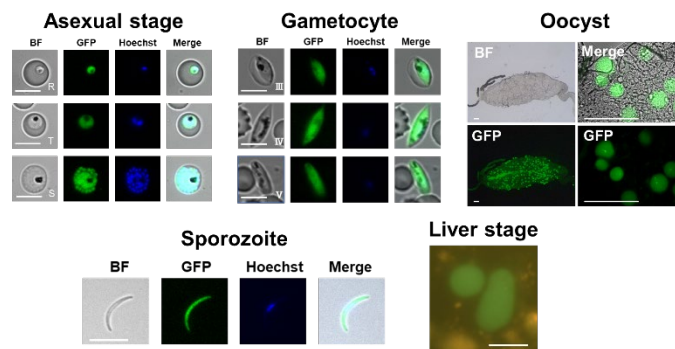 Asexual stage
Gametocyte
Oocyst
BF GFP Hoechst Merge
R
T
S
BF GFP Hoechst Merge
III
IV
V
BF Merge
GFP GFP
Sporozoite
BF GFP Hoechst Merge
Liver stage